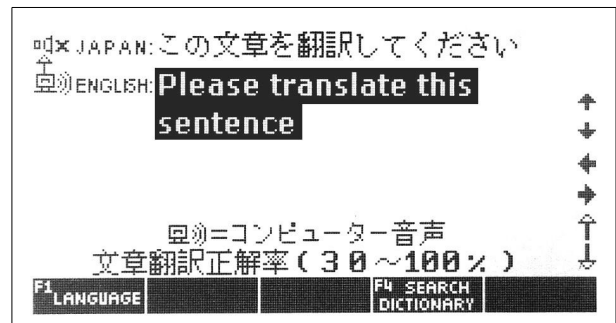 JAPAN:この文章を翻訳してください
ENGLISH:Please translate this
sentence
=コンピューター音声
文章翻訳正解率(30~100%)
F1 LANGUAGE
F4 SEARCH
DICTIONARY